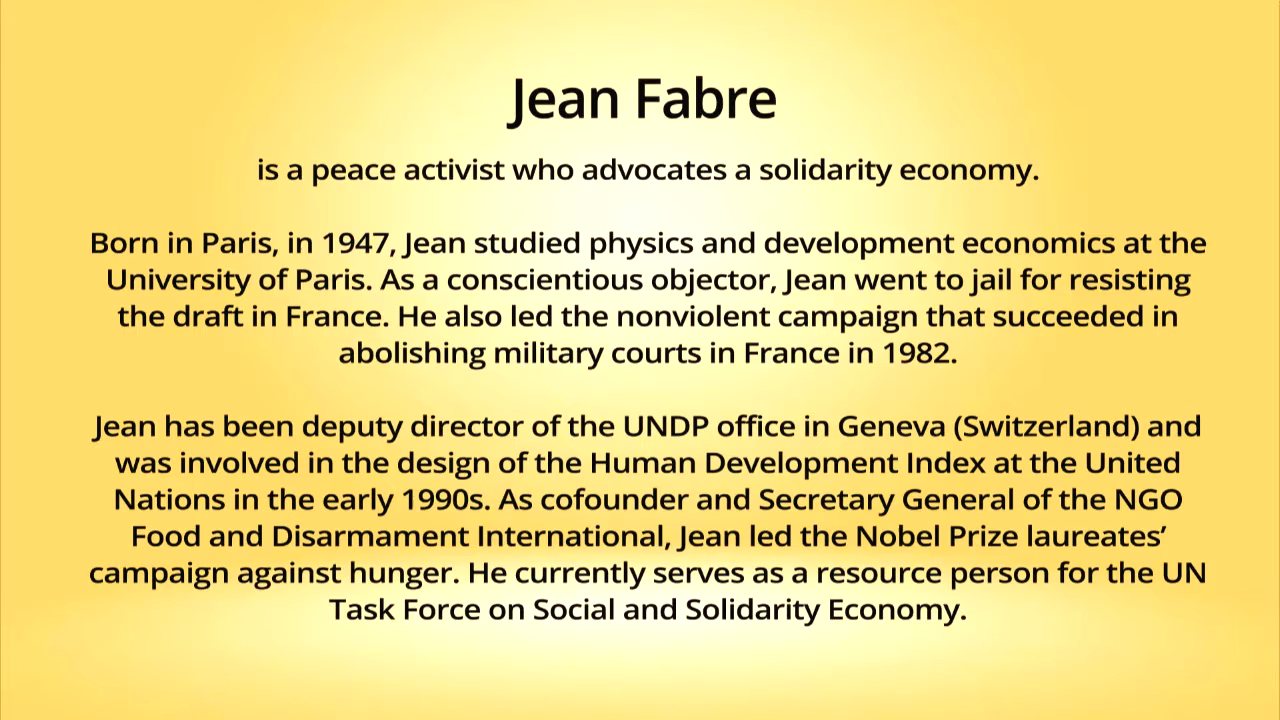 Jean Fabre
is a peace activist who advocates a solidarity economy.
Born in Paris, in 1947, Jean studied physics and development economics at the
University of Paris. As a conscientious objector, Jean went to jail for resisting
the draft in France. He also led the nonviolent campaign that succeeded in
abolishing military courts in France in 1982.
Jean has been deputy director of the UNDP office in Geneva (Switzerland) and
was involved in the design of the Human Development Index at the United
Nations in the early 1990s. As cofounder and Secretary General of the NGO
Food and Disarmament International, Jean led the Nobel Prize laureates’
campaign against hunger. He currently serves as a resource person for the UN
Task Force on Social and Solidarity Economy.